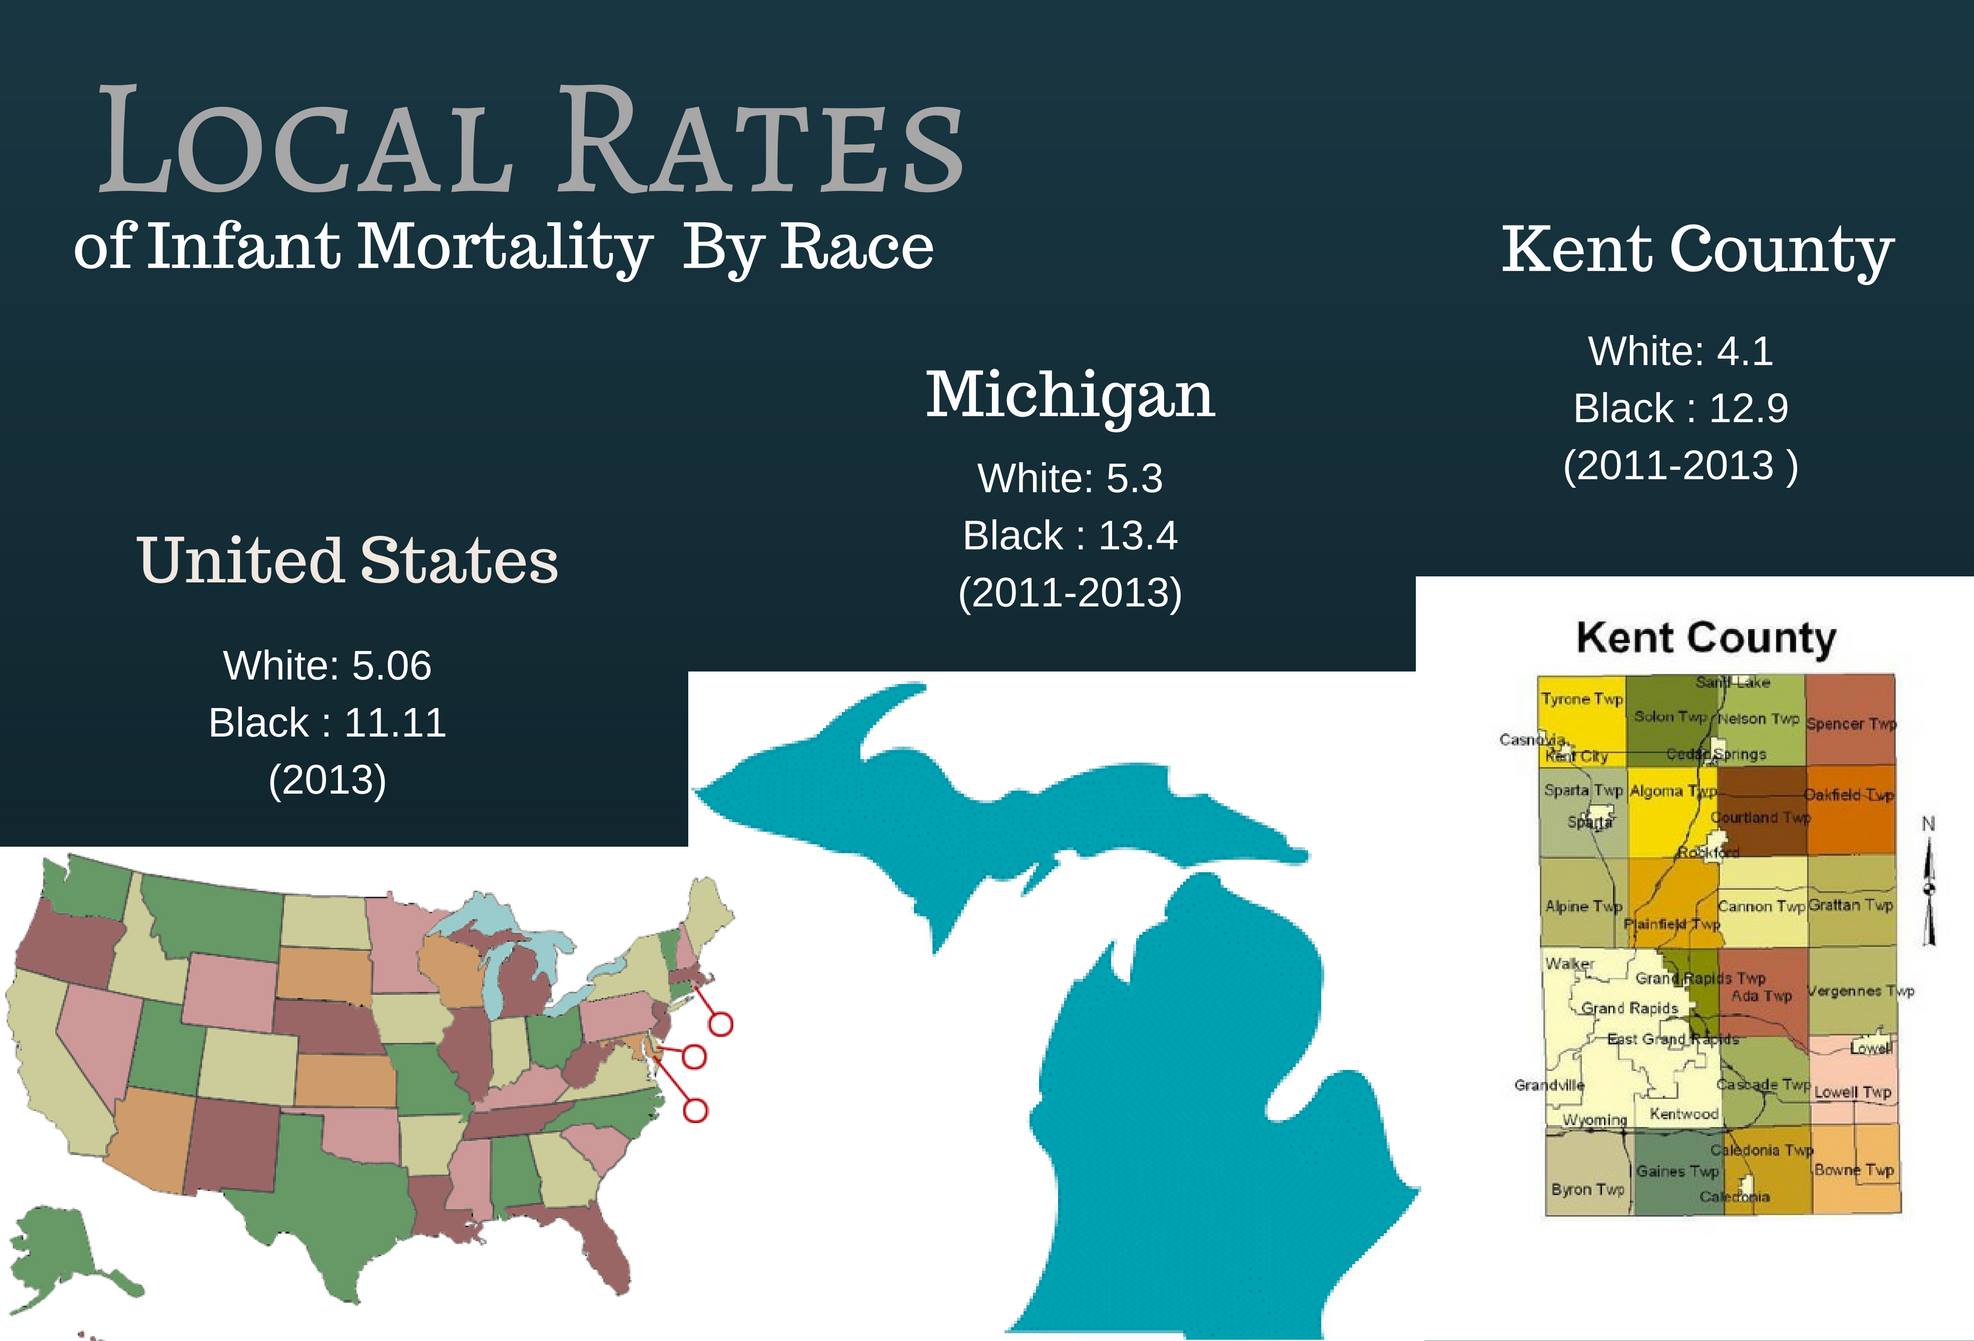 Local Rates
of Infant Mortality By Race
United States
White: 5.06
Black : 11.11
(2013)
Michigan
White: 5.3
Black : 13.4
(2011-2013)
Kent County
White: 4.1
Black : 12.9
(2011-2013 )
Kent County
Sand Lake
Tyrone Twp
Solon Twp
Nelson Twp
Spencer Twp
Casnovia
Kent City
Cedar Springs
Sparta Twp
Algoma Twp
Oakfield Twp
Sparta
Courtland Twp
N
Rockford
Alpine Twp
Cannon Twp
Grattan Twp
Plainfield Twp
Walker
Grand Rapids Twp
Ada Twp
Vergennes Twp
Grand Rapids
East Grand Rapids
Lowell
Grandville
Cascade Twp
Lowell Twp
Wyoming
Kentwood
Caledonia Twp
Gaines Twp
Bowne Twp
Byron Twp
Caledonia